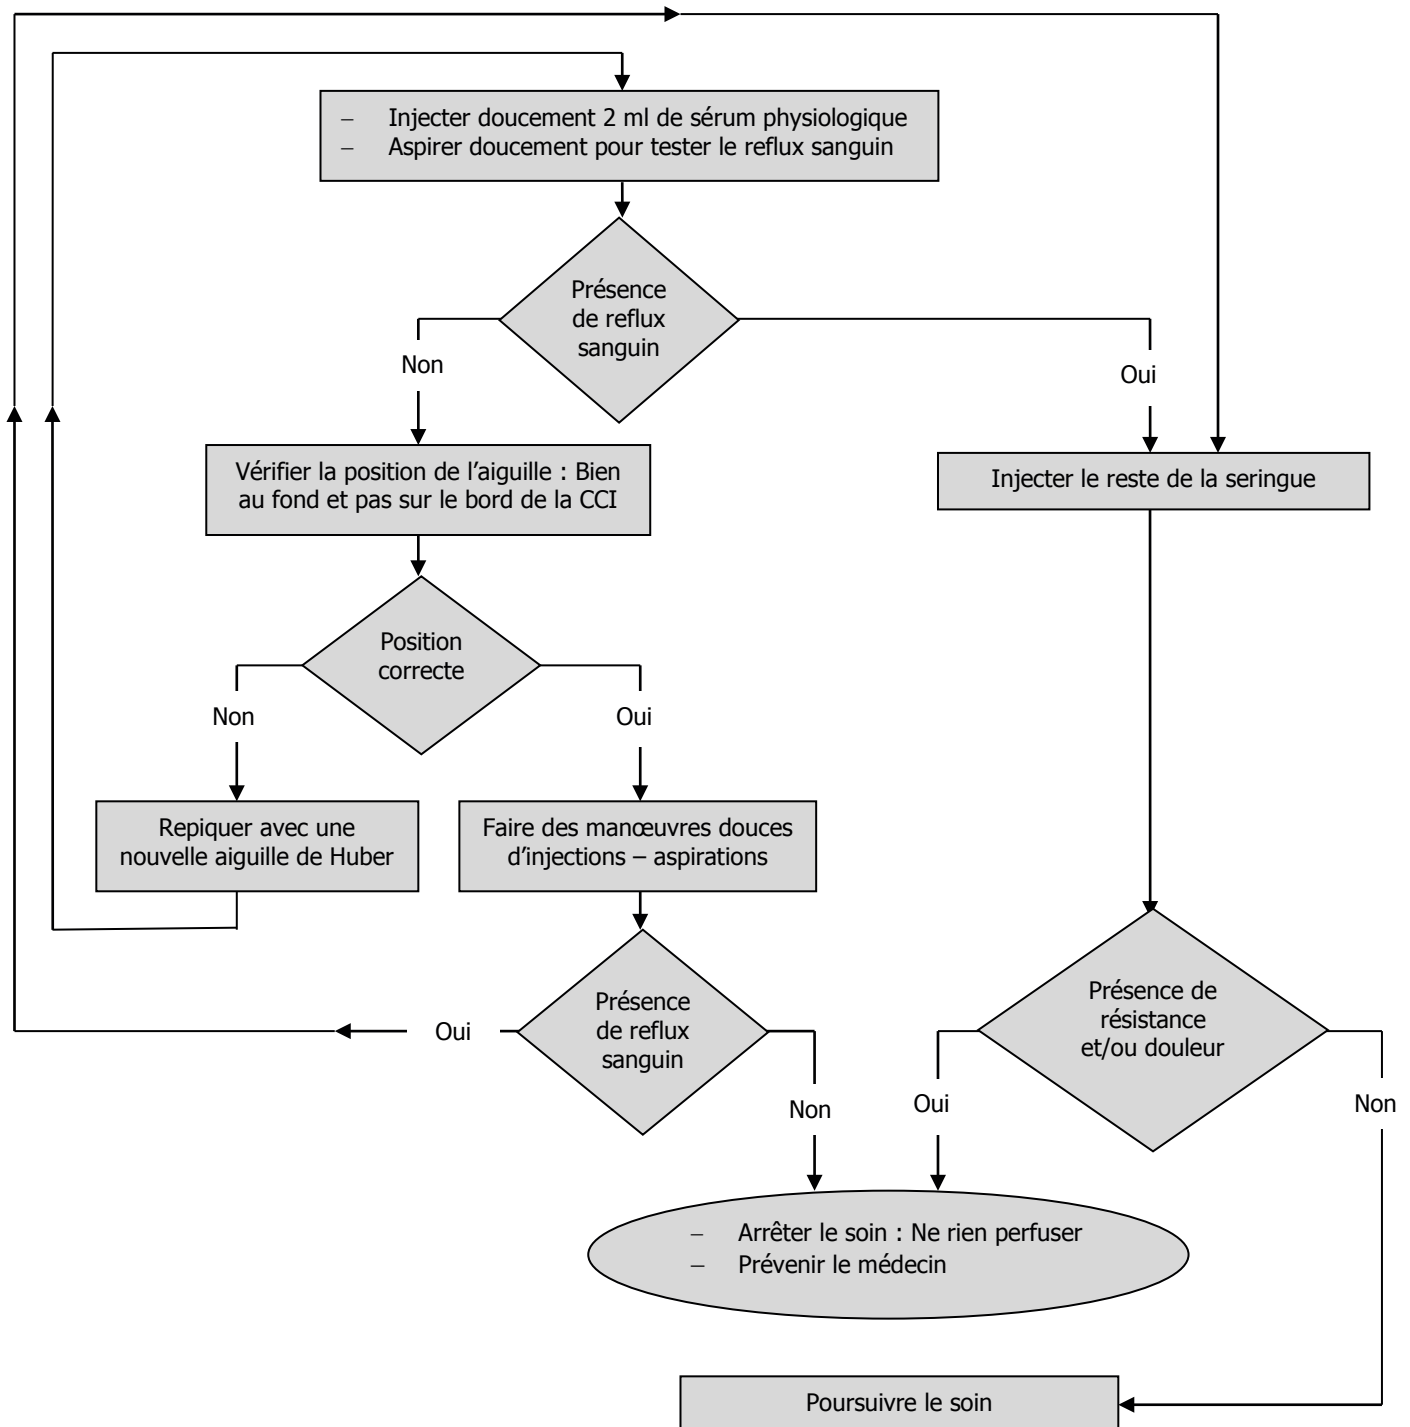 – Injecter doucement 2 ml de sérum physiologique
– Aspirer doucement pour tester le reflux sanguin
Présence
de reflux
sanguin
Non
Oui
Vérifier la position de l’aiguille : Bien
au fond et pas sur le bord de la CCI
Injecter le reste de la seringue
Position
correcte
Non
Oui
Repiquer avec une
nouvelle aiguille de Huber
Faire des manœuvres douces
d’injections – aspirations
Présence
de reflux
sanguin
Présence de
résistance
et/ou douleur
Oui
Non
Oui
Non
– Arrêter le soin : Ne rien perfuser
– Prévenir le médecin
Poursuivre le soin